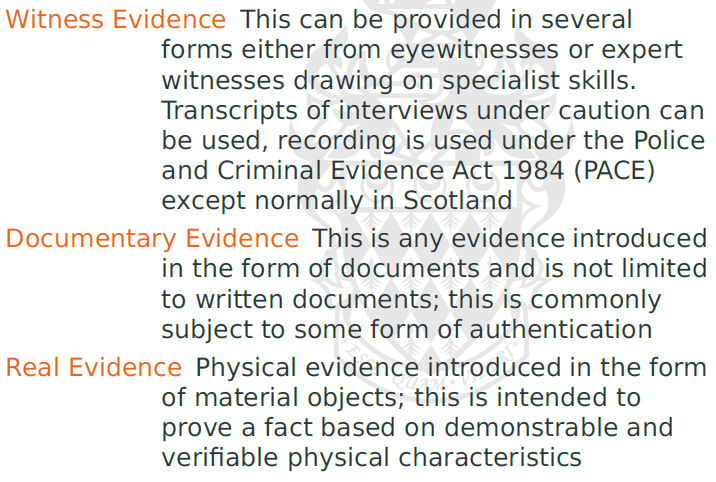 Witness Evidence This can be provided in several
forms either from eyewitnesses or expert
witnesses drawing on specialist skills.
Transcripts of interviews under caution can
be used, recording is used under the Police
and Criminal Evidence Act 1984 (PACE)
except normally in Scotland
Documentary Evidence This is any evidence introduced
in the form of documents and is not limited
to written documents; this is commonly
subject to some form of authentication
Real Evidence Physical evidence introduced in the form
of material objects; this is intended to
prove a fact based on demonstrable and
verifiable physical characteristics